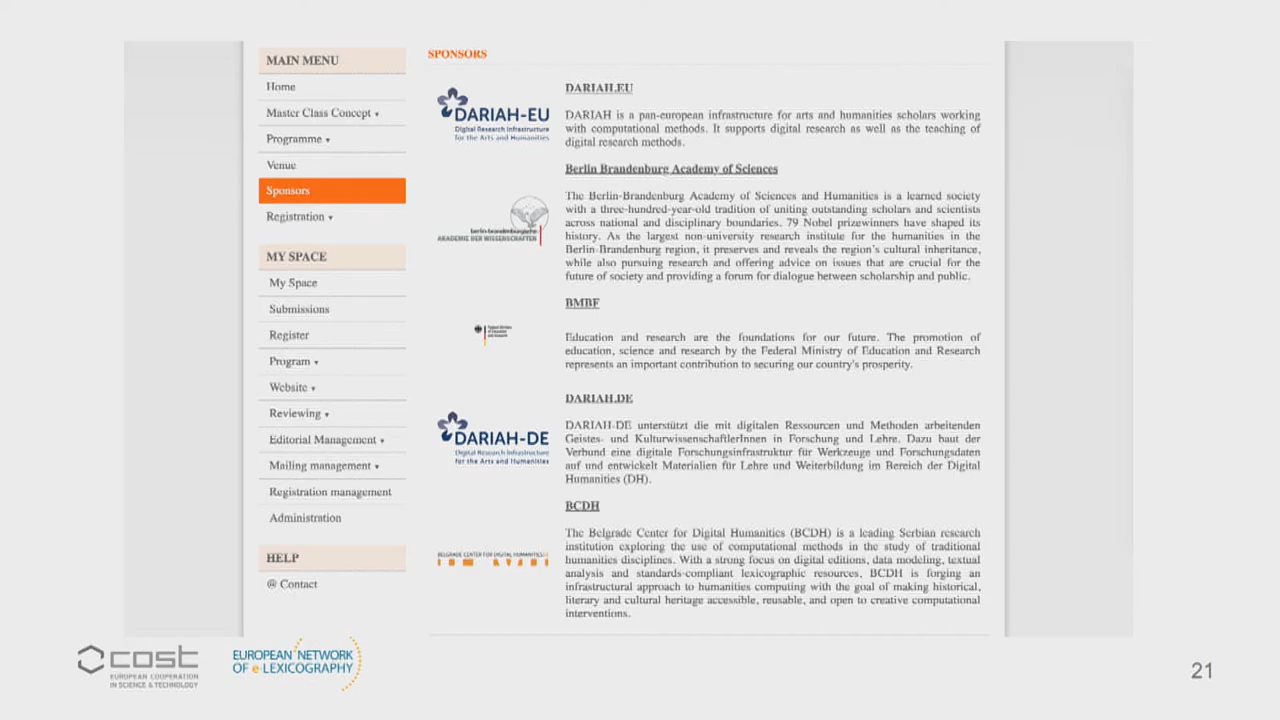 MAIN MENU
Home
Master Class Concept
Programme
Venue
Sponsors
Registration
MY SPACE
My Space
Submissions
Register
Program
Website
Reviewing
Editorial Management
Mailing management
Registration management
Administration
HELP
@ Contact
SPONSORS
DARIAH-EU
Digital Research Infrastructure
for the Arts and Humanities
DARIAH.EU
DARIAH is a pan-european infrastructure for arts and humanities scholars working
with computational methods. It supports digital research as well as the teaching of
digital research methods.
berlin-brandenburgische
AKADEMIE DER WISSENSCHAFTEN
Berlin Brandenburg Academy of Sciences
The Berlin-Brandenburg Academy of Sciences and Humanities is a learned society
with a three-hundred-year-old tradition of uniting outstanding scholars and scientists
across national and disciplinary boundaries. 79 Nobel prizewinners have shaped its
history. As the largest non-university research institute for the humanities in the
Berlin-Brandenburg region, it preserves and reveals the region's cultural inheritance,
while also pursuing research and offering advice on issues that are crucial for the
future of society and providing a forum for dialogue between scholarship and public.
BMBF
Education and research are the foundations for our future. The promotion of
education, science and research by the Federal Ministry of Education and Research
represents an important contribution to securing our country's prosperity.
DARIAH-DE
Digital Research Infrastructure
for the Arts and Humanities
DARIAH.DE
DARIAH-DE unterstützt die mit digitalen Ressourcen und Methoden arbeitenden
Geistes- und KulturwissenschaftlerInnen in Forschung und Lehre. Dazu baut der
Verbund eine digitale Forschungsinfrastruktur für Werkzeuge und Forschungsdaten
auf und entwickelt Materialien für Lehre und Weiterbildung im Bereich der Digital
Humanities (DH).
BELGRADE CENTER FOR DIGITAL HUMANITIES
BCDH
The Belgrade Center for Digital Humanities (BCDH) is a leading Serbian research
institution exploring the use of computational methods in the study of traditional
humanities disciplines. With a strong focus on digital editions, data modeling, textual
analysis and standards-compliant lexicographic resources, BCDH is forging an
infrastructural approach to humanities computing with the goal of making historical,
literary and cultural heritage accessible, reusable, and open to creative computational
interventions.
cost
EUROPEAN COOPERATION
IN SCIENCE & TECHNOLOGY
EUROPEAN NETWORK
OF e-LEXICOGRAPHY
21